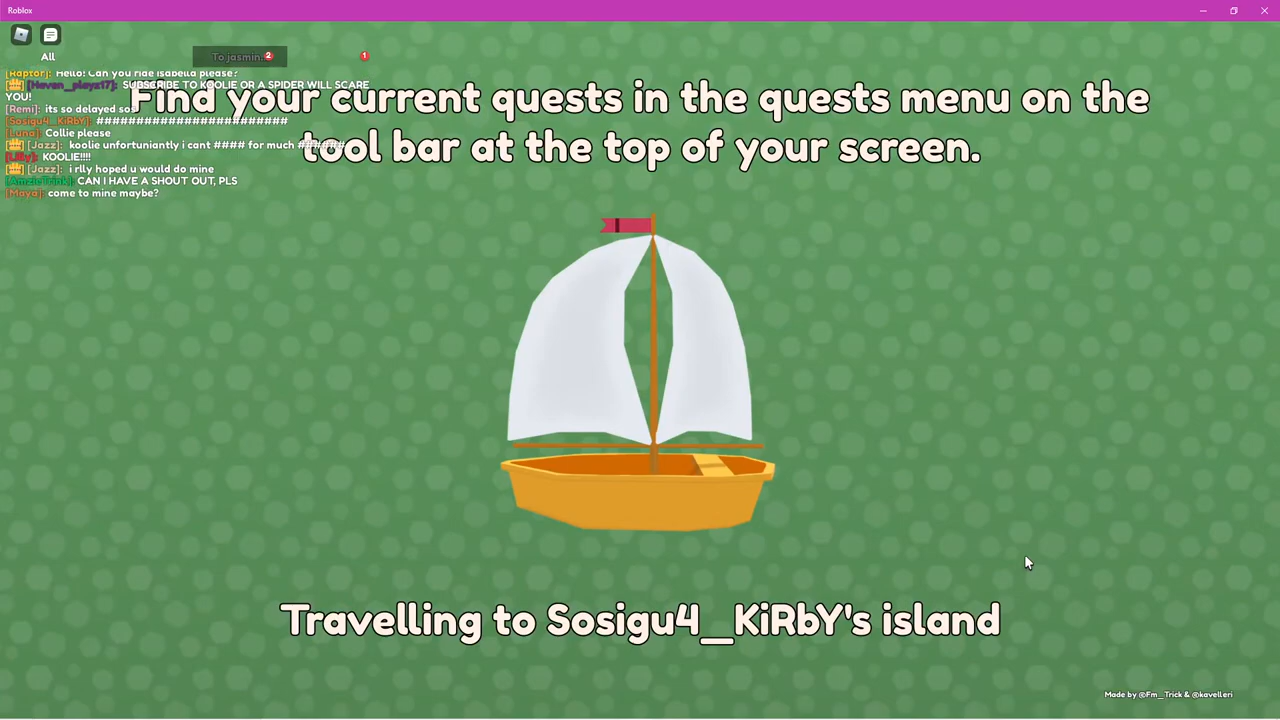 Roblox
All
To jasmin.. 2
1
[Raptor]: Hello! Can you ride isabella please?
[Haven_playz17]: SUBSCRIBE TO KOOLIE OR A SPIDER WILL SCARE
YOU!
[Remi]: its so delayed sos
[Sosigu4_KiRbY]: ########################
[Luna]: Collie please
[Jazz]: koolie unfortuniantly i cant #### for much ######
[Lilly]: KOOLIE!!!!
[Jazz]: i rlly hoped u would do mine
CAN I HAVE A SHOUT OUT, PLS
[Maya]: come to mine maybe?
Find your current quests in the quests menu on the
tool bar at the top of your screen.
Travelling to Sosigu4_KiRbY's island
Made by @Fm_Trick & @kavelleri